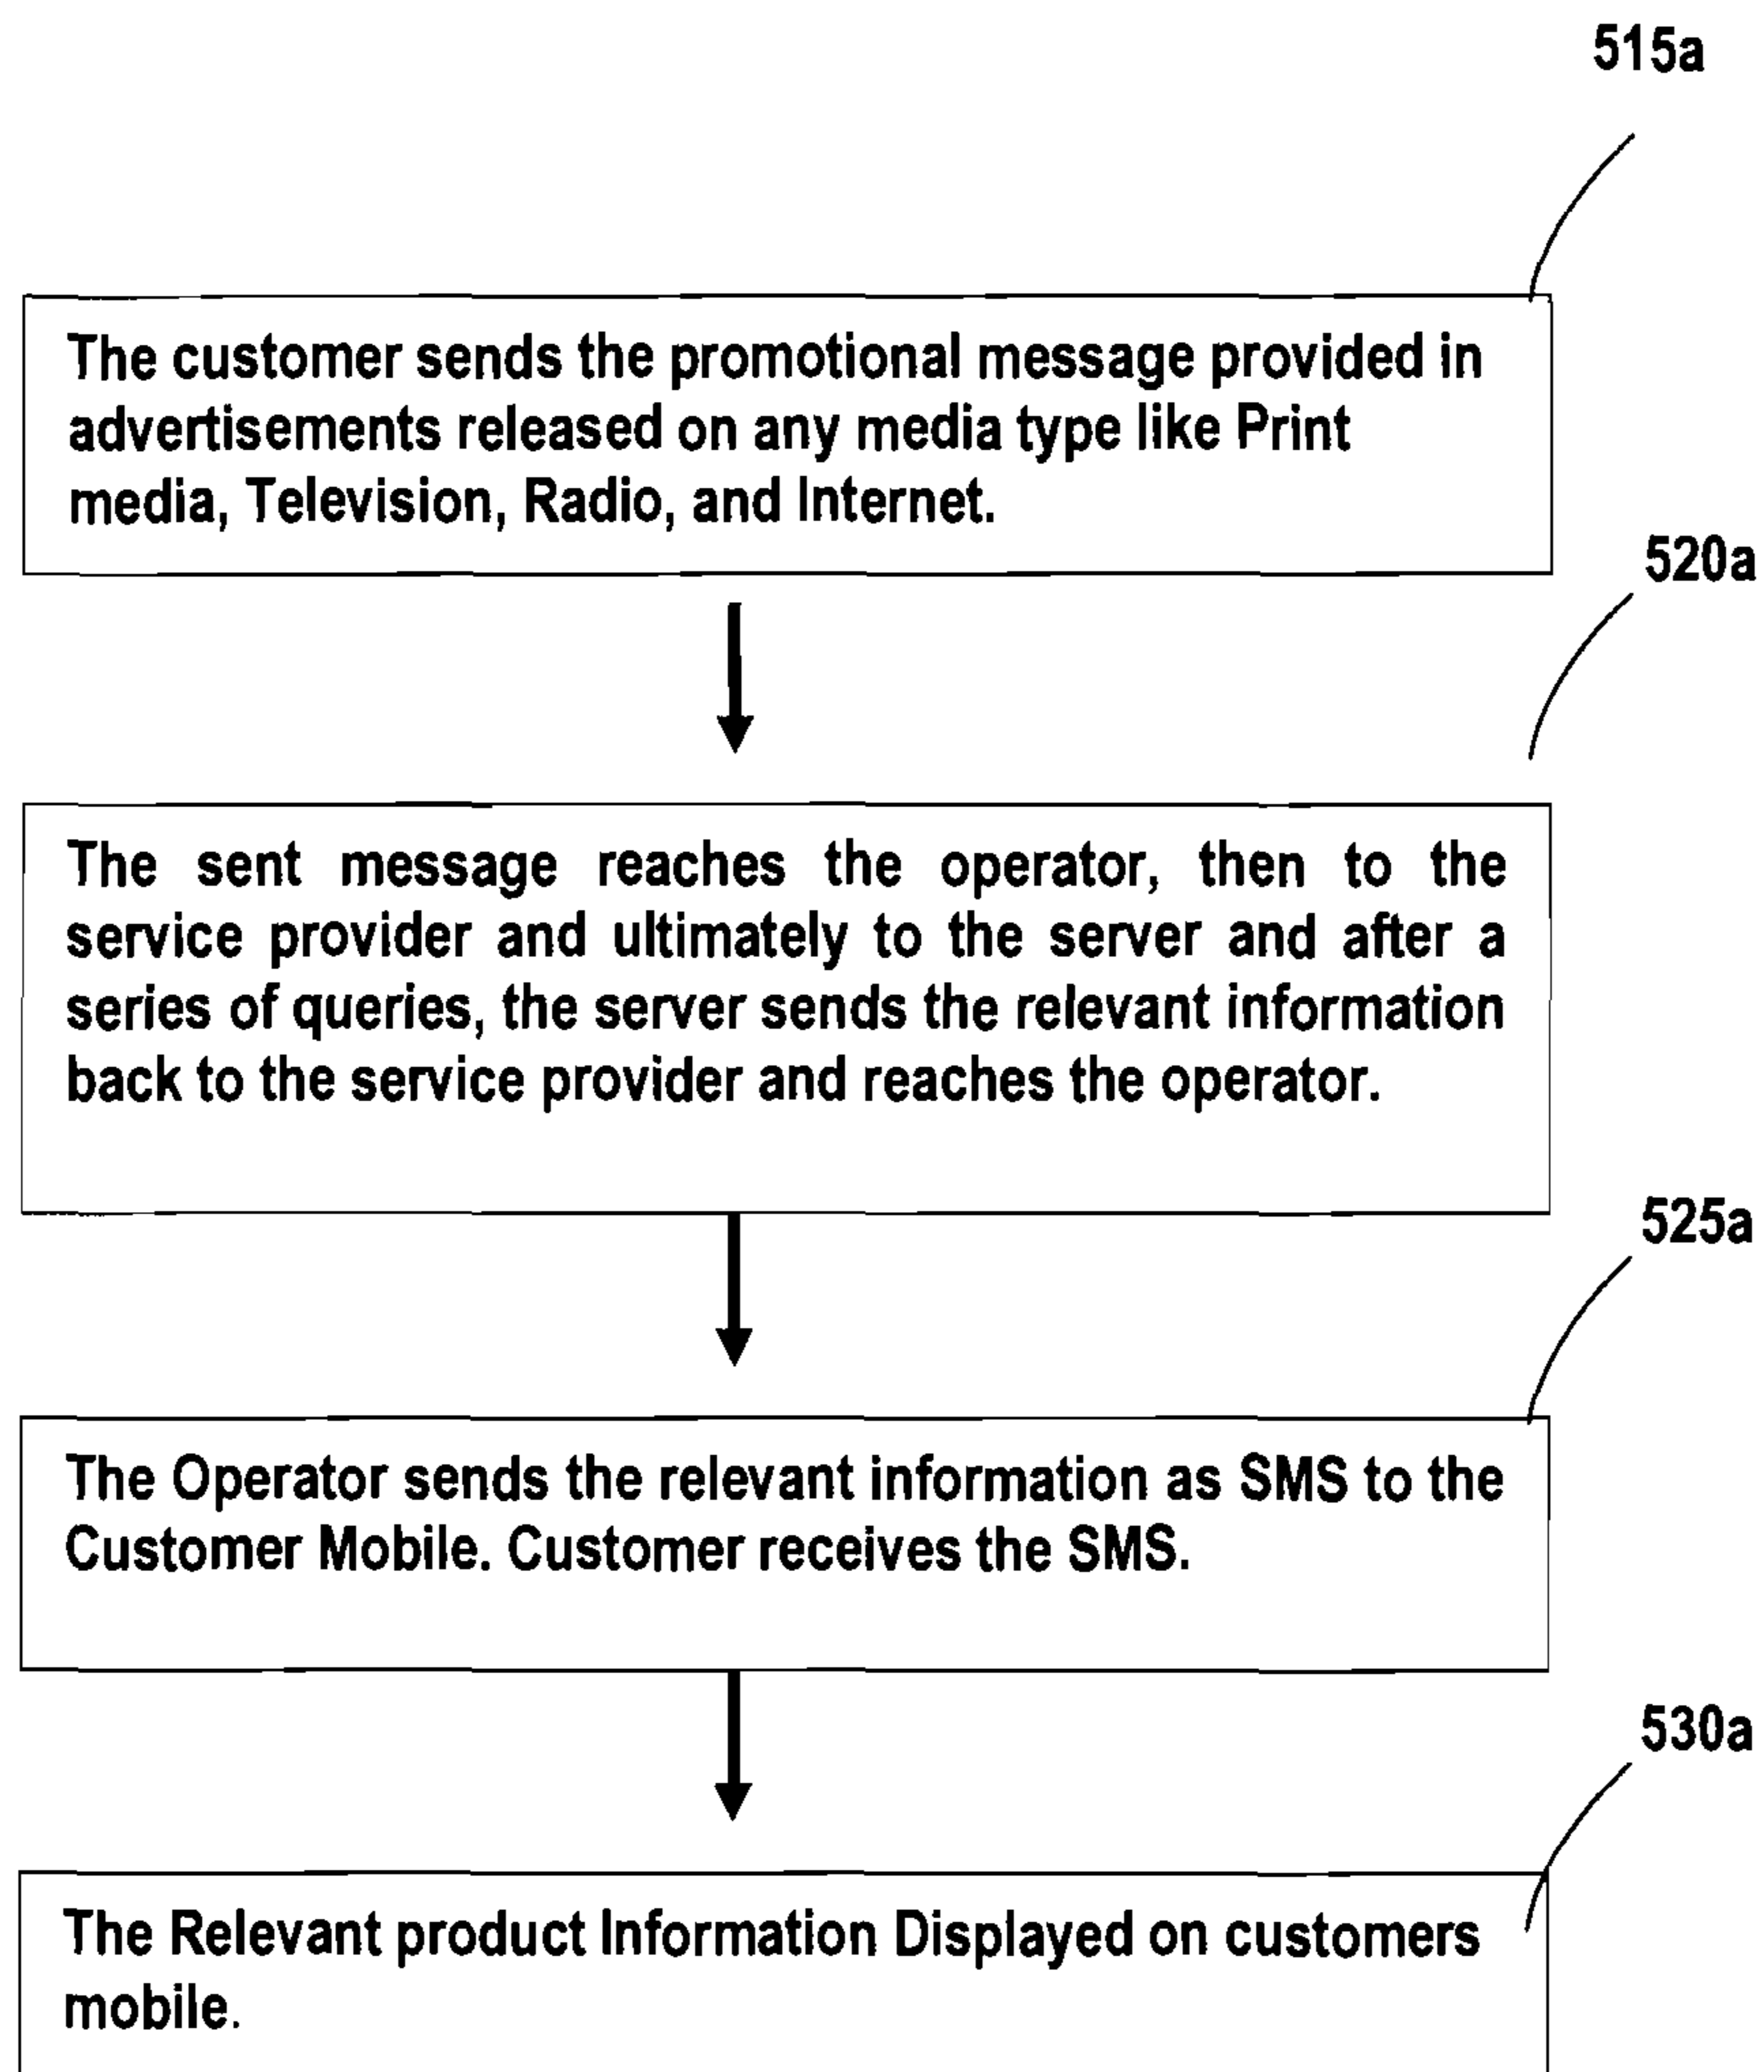 515a
The customer sends the promotional message provided in
advertisements released on any media type like Print
media, Television, Radio, and Internet.
520a
The sent message reaches the operator, then to the
service provider and ultimately to the server and after a
series of queries, the server sends the relevant information
back to the service provider and reaches the operator.
525a
The Operator sends the relevant information as SMS to the
Customer Mobile. Customer receives the SMS.
530a
The Relevant product Information Displayed on customers
mobile.